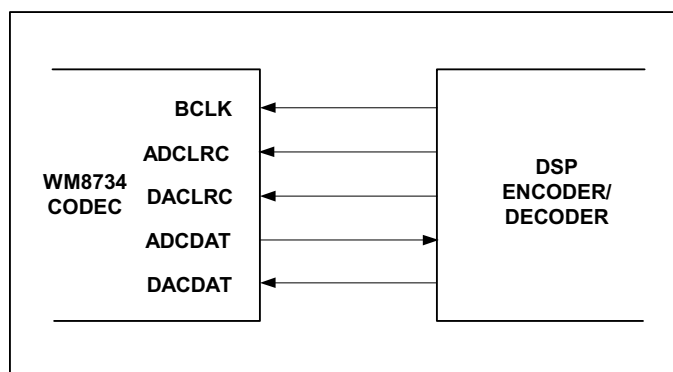 BCLK
ADCLRC
WM8734
CODEC
DACLRC
ADCDAT
DACDAT
DSP
ENCODER/
DECODER